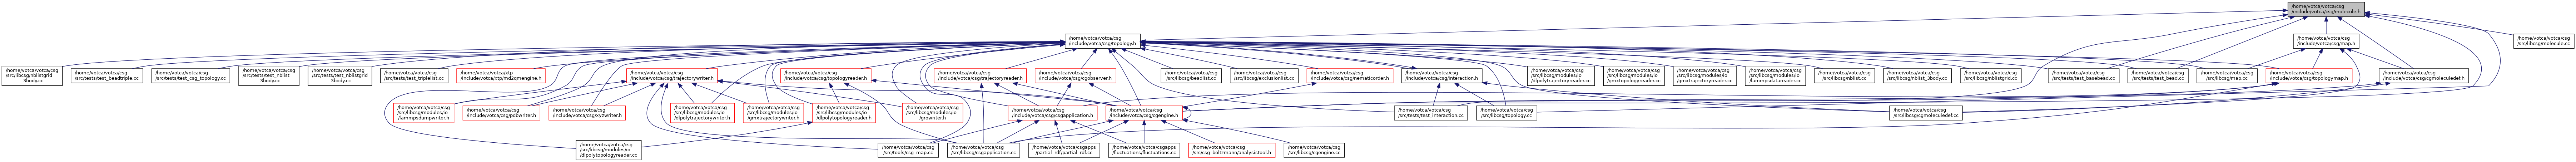 /home/votca/votca/csg
/include/votca/csg/molecule.h
/home/votca/votca/csg
/include/votca/csg/topology.h
/home/votca/votca/csg
/include/votca/csg/map.h
/home/votca/votca/csg
/src/libcsg/molecule.cc
/home/votca/votca/csg
/src/libcsg/nblistgrid
_3body.cc
/home/votca/votca/csg
/src/tests/test_beadtriple.cc
/home/votca/votca/csg
/src/tests/test_csg_topology.cc
/home/votca/votca/csg
/src/tests/test_nblist
_3body.cc
/home/votca/votca/csg
/src/tests/test_nblistgrid
_3body.cc
/home/votca/votca/csg
/src/tests/test_triplelist.cc
/home/votca/votca/xtp
/include/votca/xtp/md2qmengine.h
/home/votca/votca/csg
/include/votca/csg/trajectorywriter.h
/home/votca/votca/csg
/include/votca/csg/topologyreader.h
/home/votca/votca/csg
/include/votca/csg/trajectoryreader.h
/home/votca/votca/csg
/include/votca/csg/cgobserver.h
/home/votca/votca/csg
/src/libcsg/beadlist.cc
/home/votca/votca/csg
/src/libcsg/exclusionlist.cc
/home/votca/votca/csg
/include/votca/csg/nematicorder.h
/home/votca/votca/csg
/include/votca/csg/interaction.h
/home/votca/votca/csg
/src/libcsg/modules/io
/dlpolytrajectoryreader.cc
/home/votca/votca/csg
/src/libcsg/modules/io
/gmxtopologyreader.cc
/home/votca/votca/csg
/src/libcsg/modules/io
/gmxtrajectoryreader.cc
/home/votca/votca/csg
/src/libcsg/modules/io
/lammpsdatareader.cc
/home/votca/votca/csg
/src/libcsg/nblist.cc
/home/votca/votca/csg
/src/libcsg/nblist_3body.cc
/home/votca/votca/csg
/src/libcsg/nblistgrid.cc
/home/votca/votca/csg
/src/tests/test_basebead.cc
/home/votca/votca/csg
/src/tests/test_bead.cc
/home/votca/votca/csg
/src/libcsg/map.cc
/home/votca/votca/csg
/include/votca/csg/topologymap.h
/home/votca/votca/csg
/include/votca/csg/cgmoleculedef.h
/home/votca/votca/csg
/src/libcsg/modules/io
/lammpsdumpwriter.h
/home/votca/votca/csg
/include/votca/csg/pdbwriter.h
/home/votca/votca/csg
/include/votca/csg/xyzwriter.h
/home/votca/votca/csg
/src/libcsg/modules/io
/dlpolytrajectorywriter.h
/home/votca/votca/csg
/src/libcsg/modules/io
/gmxtrajectorywriter.h
/home/votca/votca/csg
/src/libcsg/modules/io
/dlpolytopologyreader.h
/home/votca/votca/csg
/src/libcsg/modules/io
/growriter.h
/home/votca/votca/csg
/include/votca/csg/csgapplication.h
/home/votca/votca/csg
/include/votca/csg/cgengine.h
/home/votca/votca/csg
/src/tests/test_interaction.cc
/home/votca/votca/csg
/src/libcsg/topology.cc
/home/votca/votca/csg
/src/libcsg/cgmoleculedef.cc
/home/votca/votca/csg
/src/libcsg/modules/io
/dlpolytopologyreader.cc
/home/votca/votca/csg
/src/tools/csg_map.cc
/home/votca/votca/csg
/src/libcsg/csgapplication.cc
/home/votca/votca/csgapps
/partial_rdf/partial_rdf.cc
/home/votca/votca/csgapps
/fluctuations/fluctuations.cc
/home/votca/votca/csg
/src/csg_boltzmann/analysistool.h
/home/votca/votca/csg
/src/libcsg/cgengine.cc